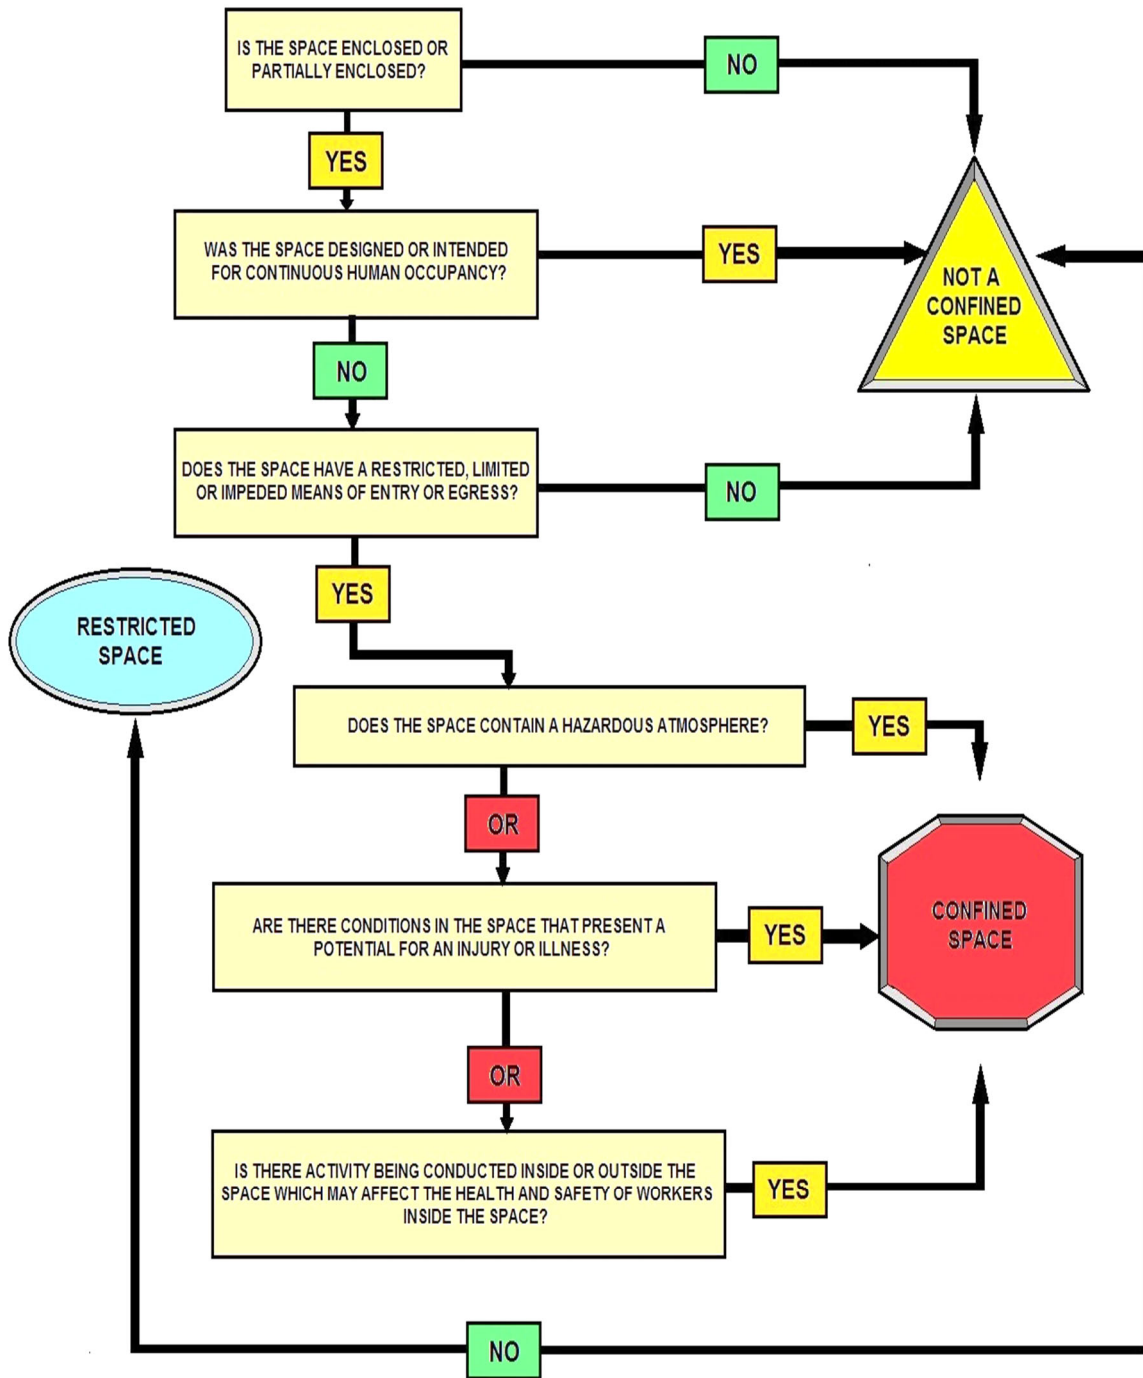 IS THE SPACE ENCLOSED OR
PARTIALLY ENCLOSED?
NO
YES
WAS THE SPACE DESIGNED OR INTENDED
FOR CONTINUOUS HUMAN OCCUPANCY?
YES
NOT A
CONFINED
SPACE
NO
DOES THE SPACE HAVE A RESTRICTED, LIMITED
OR IMPEDED MEANS OF ENTRY OR EGRESS?
NO
YES
RESTRICTED
SPACE
DOES THE SPACE CONTAIN A HAZARDOUS ATMOSPHERE?
YES
OR
ARE THERE CONDITIONS IN THE SPACE THAT PRESENT A
POTENTIAL FOR AN INJURY OR ILLNESS?
YES
CONFINED
SPACE
OR
IS THERE ACTIVITY BEING CONDUCTED INSIDE OR OUTSIDE THE
SPACE WHICH MAY AFFECT THE HEALTH AND SAFETY OF WORKERS
INSIDE THE SPACE?
YES
NO